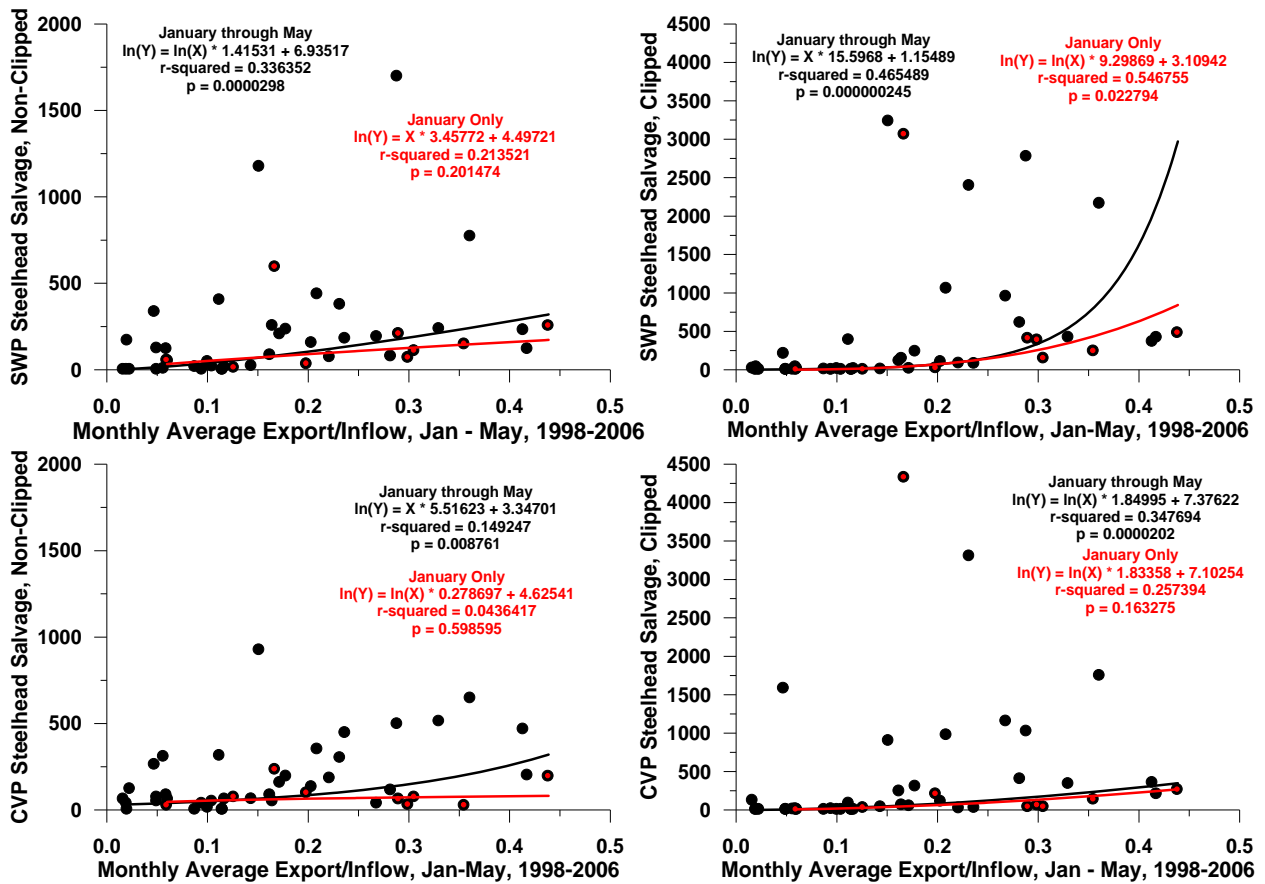 SWP Steelhead Salvage, Non-Clipped
2000
1500
1000
500
0
January through May
ln(Y) = ln(X) * 1.41531 + 6.93517
r-squared = 0.336352
p = 0.0000298
January Only
ln(Y) = X * 3.45772 + 4.49721
r-squared = 0.213521
p = 0.201474
0.0 0.1 0.2 0.3 0.4 0.5
Monthly Average Export/Inflow, Jan - May, 1998-2006
SWP Steelhead Salvage, Clipped
4500
4000
3500
3000
2500
2000
1500
1000
500
0
January through May
ln(Y) = X * 15.5968 + 1.15489
r-squared = 0.465489
p = 0.000000245
January Only
ln(Y) = ln(X) * 9.29869 + 3.10942
r-squared = 0.546755
p = 0.022794
0.0 0.1 0.2 0.3 0.4 0.5
Monthly Average Export/Inflow, Jan-May, 1998-2006
CVP Steelhead Salvage, Non-Clipped
2000
1500
1000
500
0
January through May
ln(Y) = X * 5.51623 + 3.34701
r-squared = 0.149247
p = 0.008761
January Only
ln(Y) = ln(X) * 0.278697 + 4.62541
r-squared = 0.0436417
p = 0.598595
0.0 0.1 0.2 0.3 0.4 0.5
Monthly Average Export/Inflow, Jan-May, 1998-2006
CVP Steelhead Salvage, Clipped
4500
4000
3500
3000
2500
2000
1500
1000
500
0
January through May
ln(Y) = ln(X) * 1.84995 + 7.37622
r-squared = 0.347694
p = 0.0000202
January Only
ln(Y) = ln(X) * 1.83358 + 7.10254
r-squared = 0.257394
p = 0.163275
0.0 0.1 0.2 0.3 0.4 0.5
Monthly Average Export/Inflow, Jan-May, 1998-2006